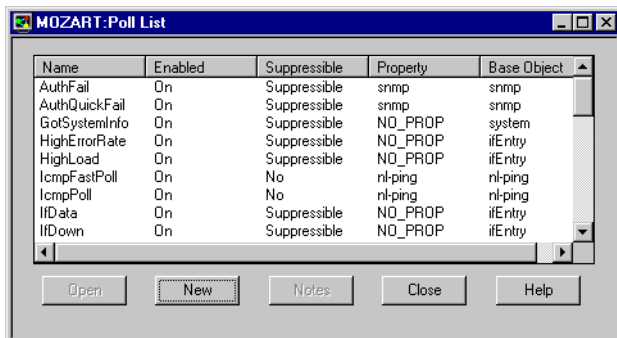 MOZART:Poll List
Name Enabled Suppressible Property Base Object
AuthFail On Suppressible snmp snmp
AuthQuickFail On Suppressible snmp snmp
GotSystemInfo On Suppressible NO_PROP system
HighErrorRate On Suppressible NO_PROP ifEntry
HighLoad On Suppressible NO_PROP ifEntry
IcmpFastPoll On No nl-ping nl-ping
IcmpPoll On No nl-ping nl-ping
IfData On Suppressible NO_PROP ifEntry
IfDown On Suppressible NO_PROP ifEntry
Open New Notes Close Help